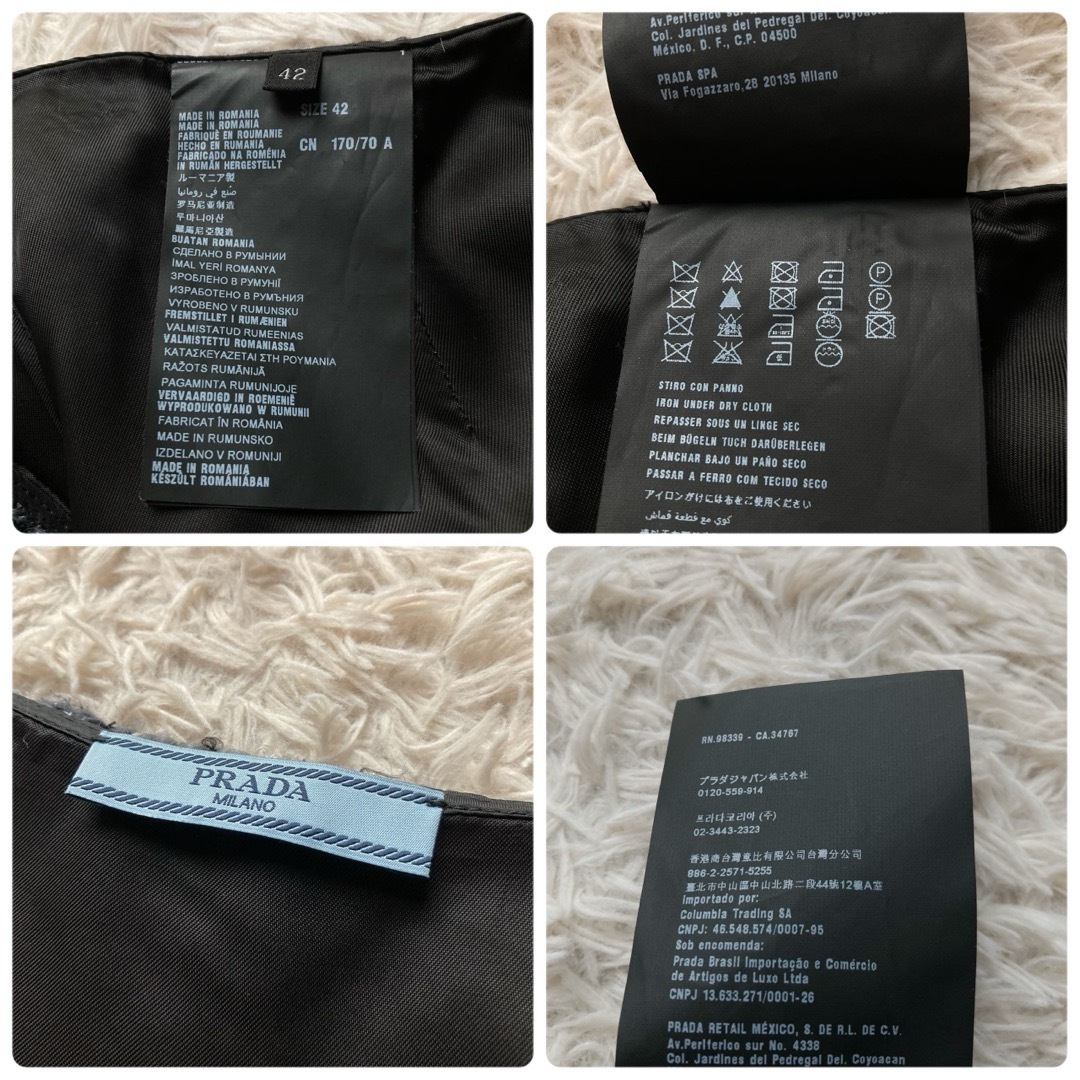 42
SIZE 42
CN 170/70 A
MADE IN ROMANIA
MADE IN ROMANIA
FABRIQUÉ EN ROUMANIE
HECHO EN RUMANIA
FABRICADO NA ROMÉNIA
IN RUMÄN HERGESTELLT
ルーマニア製
صنع في رومانيا
罗马尼亚制造
루마니아산
羅馬尼亞製造
BUATAN ROMANIA
СДЕЛАНО В РУМЫНИИ
İMAL YERİ ROMANYA
ЗРОБЛЕНО В РУМУНІЇ
ИЗРАБОТЕНО В РУМЪНИЯ
VYROBENO V RUMUNSKU
FREMSTILLET I RUMÆNIEN
VALMISTATUD RUMEENIAS
VALMISTETTU ROMANIASSA
ΚΑΤΑΣΚΕΥΑΖΕΤΑΙ ΣΤΗ ΡΟΥΜΑΝΙΑ
RAŽOTS RUMĀNIJĀ
PAGAMINTA RUMUNIJOJE
VERVAARDIGD IN ROEMENIË
WYPRODUKOWANO W RUMUNII
FABRICAT ÎN ROMÂNIA
MADE IN RUMUNSKO
IZDELANO V ROMUNIJI
MADE IN ROMANIA
KÉSZÜLT ROMÁNIÁBAN
Av.Periferico sur No. 4338
Col. Jardines del Pedregal Del. Coyoacan
México. D. F., C.P. 04500
PRADA SPA
Via Fogazzaro,28 20135 Milano
P
P
STIRO CON PANNO
IRON UNDER DRY CLOTH
REPASSER SOUS UN LINGE SEC
BEIM BÜGELN TUCH DARÜBERLEGEN
PLANCHAR BAJO UN PAÑO SECO
PASSAR A FERRO COM TECIDO SECO
アイロンがけには布をご使用ください
كوي مع قطعة قماش
PRADA
MILANO
RN.98339 - CA.34767
プラダジャパン株式会社
0120-559-914
프라다코리아 (주)
02-3443-2323
香港商台灣惠比有限公司台灣分公司
886-2-2571-5255
臺北市中山區中山北路二段44號12樓A室
Importado por:
Columbia Trading SA
CNPJ: 46.548.574/0007-95
Sob encomenda:
Prada Brasil Importação e Comércio
de Artigos de Luxo Ltda
CNPJ 13.633.271/0001-26
PRADA RETAIL MÉXICO, S. DE R.L. DE C.V.
Av.Periferico sur No. 4338
Col. Jardines del Pedregal Del. Coyoacan